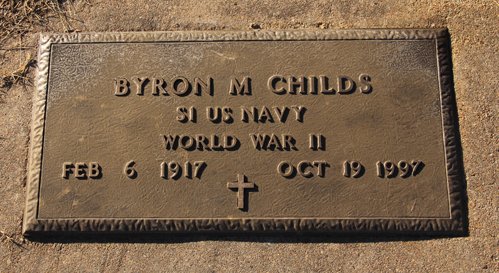 BYRON M CHILDS
S1 US NAVY
WORLD WAR II
FEB 6 1917 OCT 19 1997